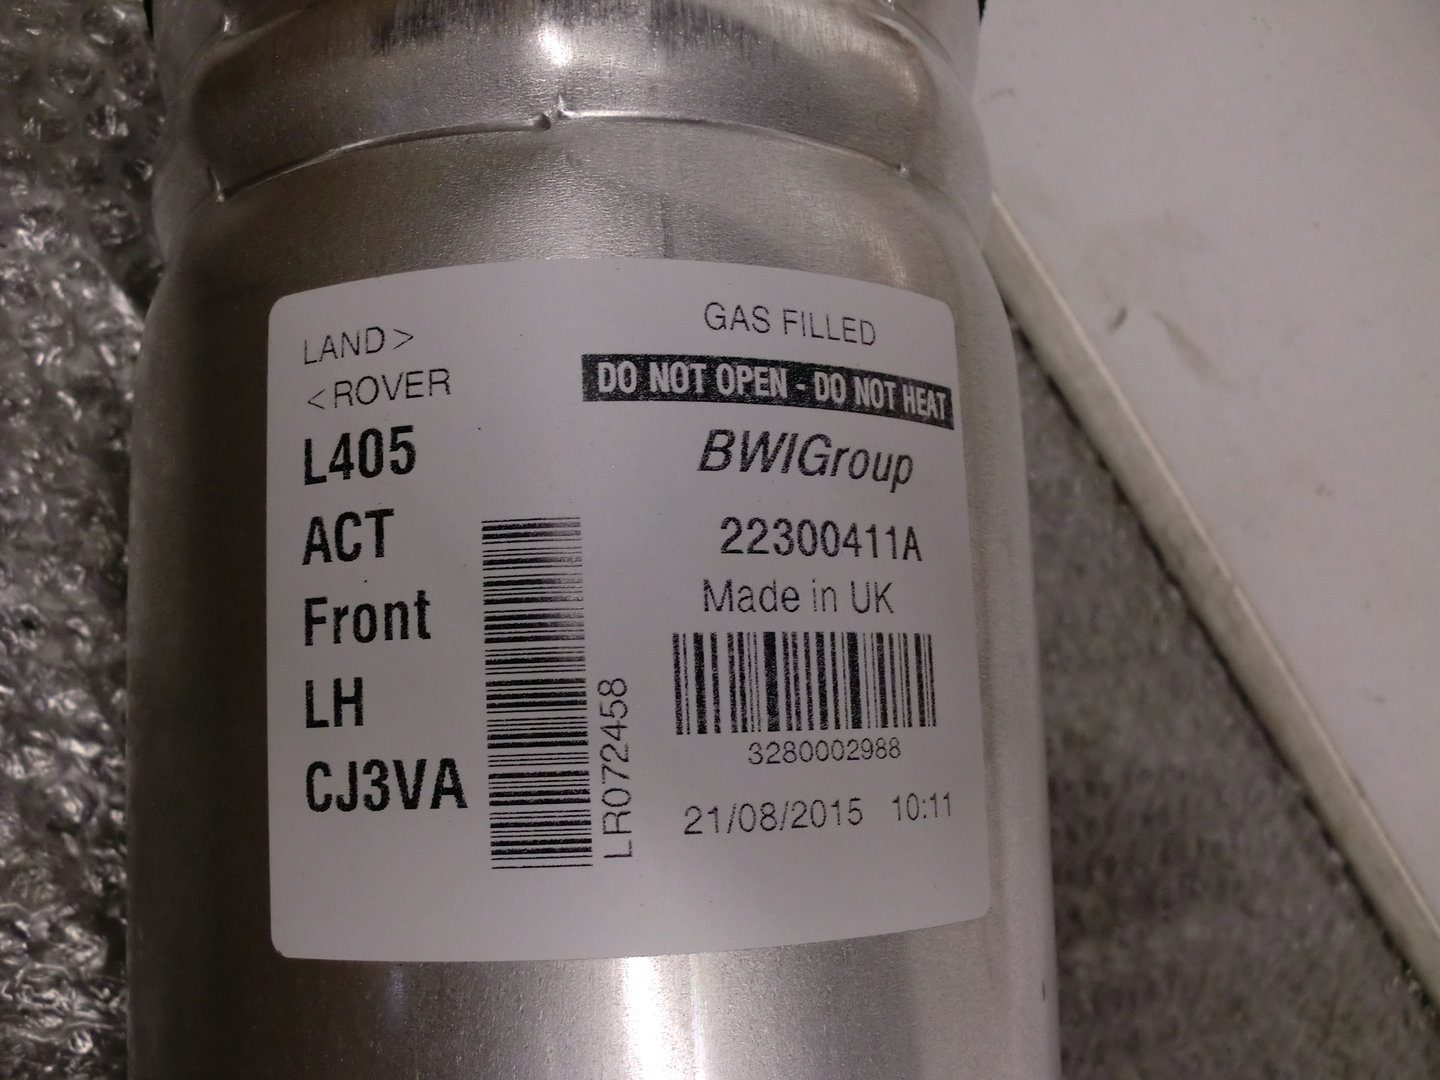 LAND >
< ROVER
L405
ACT
Front
LH
CJ3VA
LR072458
GAS FILLED
DO NOT OPEN - DO NOT HEAT
BWIGroup
22300411A
Made in UK
3280002988
21/08/2015 10:11